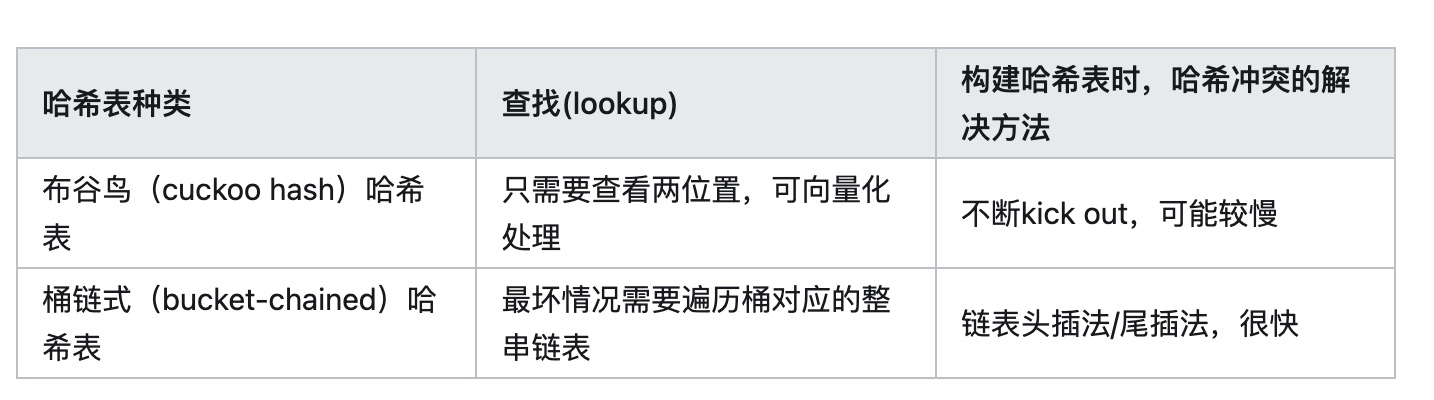 哈希表种类
查找(lookup)
构建哈希表时，哈希冲突的解
决方法
布谷鸟（cuckoo hash）哈希
表
只需要查看两位置，可向量化
处理
不断kick out，可能较慢
桶链式（bucket-chained）哈
希表
最坏情况需要遍历桶对应的整
串链表
链表头插法/尾插法，很快